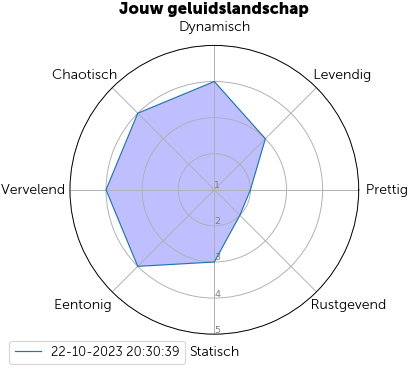 Jouw geluidslandschap
Dynamisch
Chaotisch
Levendig
Vervelend
1
Prettig
2
3
4
Eentonig
Rustgevend
5
22-10-2023 20:30:39
Statisch